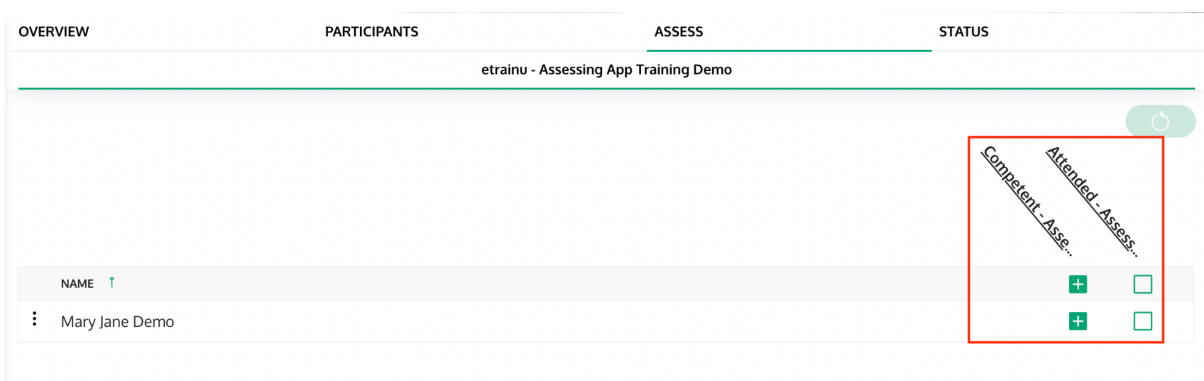 OVERVIEW PARTICIPANTS ASSESS STATUS
etrainu - Assessing App Training Demo
Competent - Asse...
Attended - Assess...
NAME ↑
Mary Jane Demo